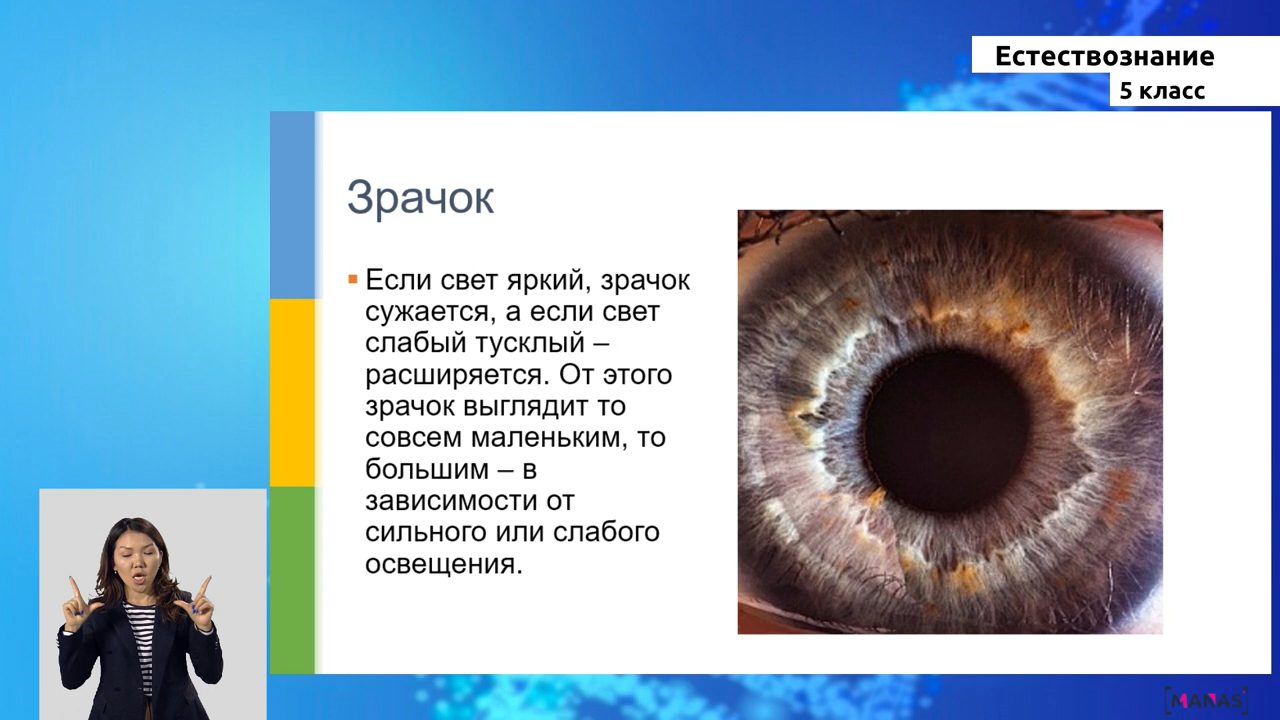 Естествознание
5 класс
Зрачок
Если свет яркий, зрачок
сужается, а если свет
слабый тусклый –
расширяется. От этого
зрачок выглядит то
совсем маленьким, то
большим – в
зависимости от
сильного или слабого
освещения.
[MANAS]